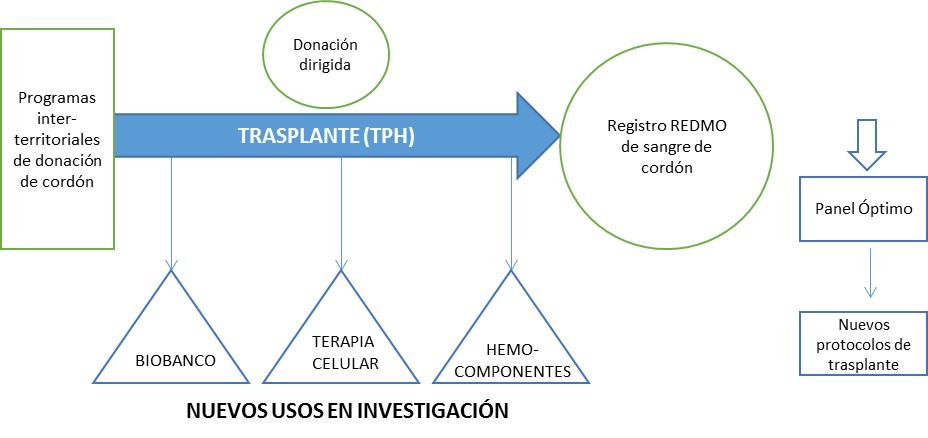 Programas
inter-
territoriales
de donación
de cordón
Donación
dirigida
TRASPLANTE (TPH)
Registro REDMO
de sangre de
cordón
Panel Óptimo
Nuevos
protocolos de
trasplante
BIOBANCO
TERAPIA
CELULAR
HEMO-
COMPONENTES
NUEVOS USOS EN INVESTIGACIÓN